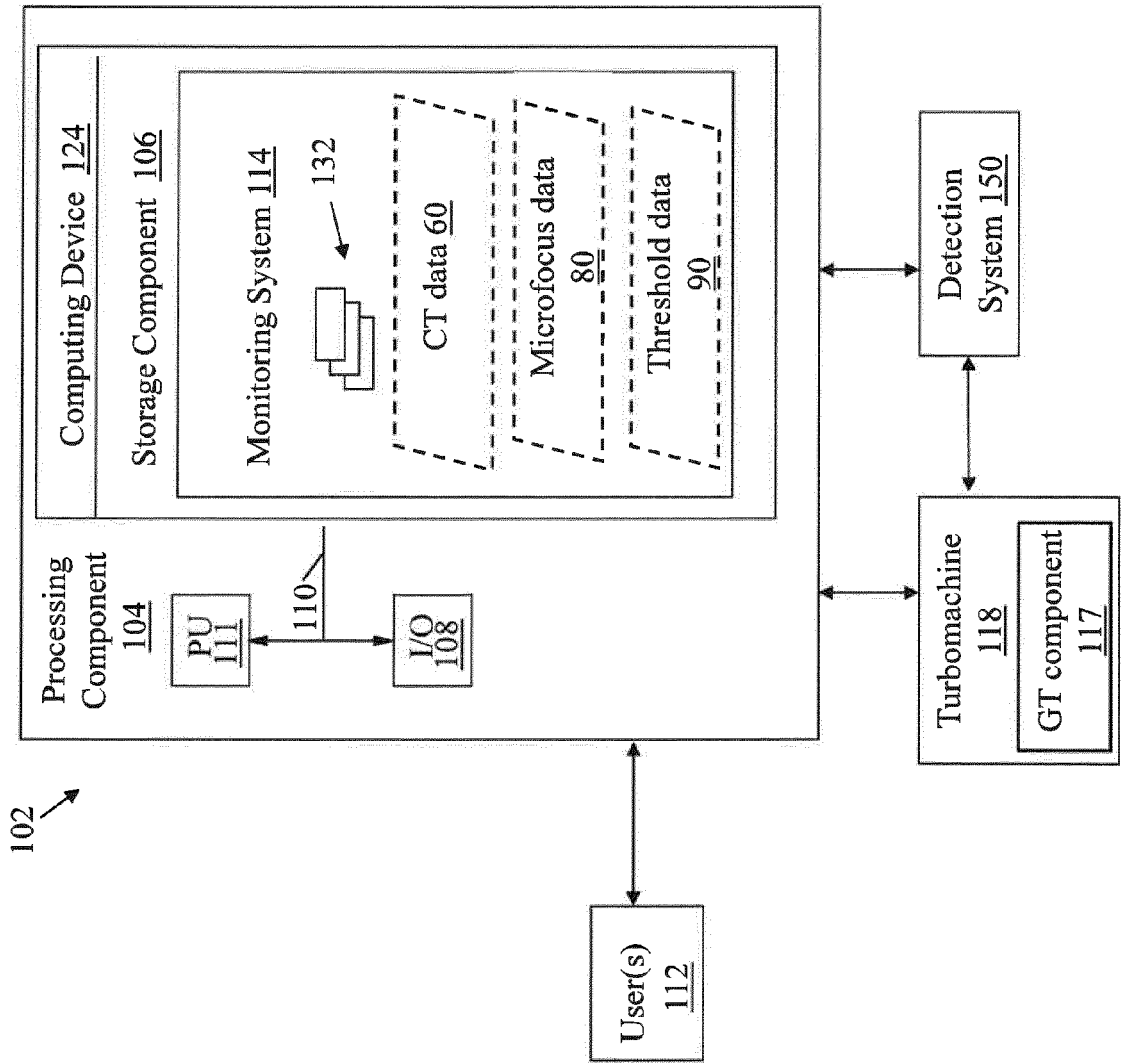 102
Processing
Component
104
PU
111
110
I/O
108
Computing Device 124
Storage Component 106
Monitoring System 114
132
CT data 60
Microfocus data
80
Threshold data
90
User(s)
112
Turbomachine
118
GT component
117
Detection
System 150